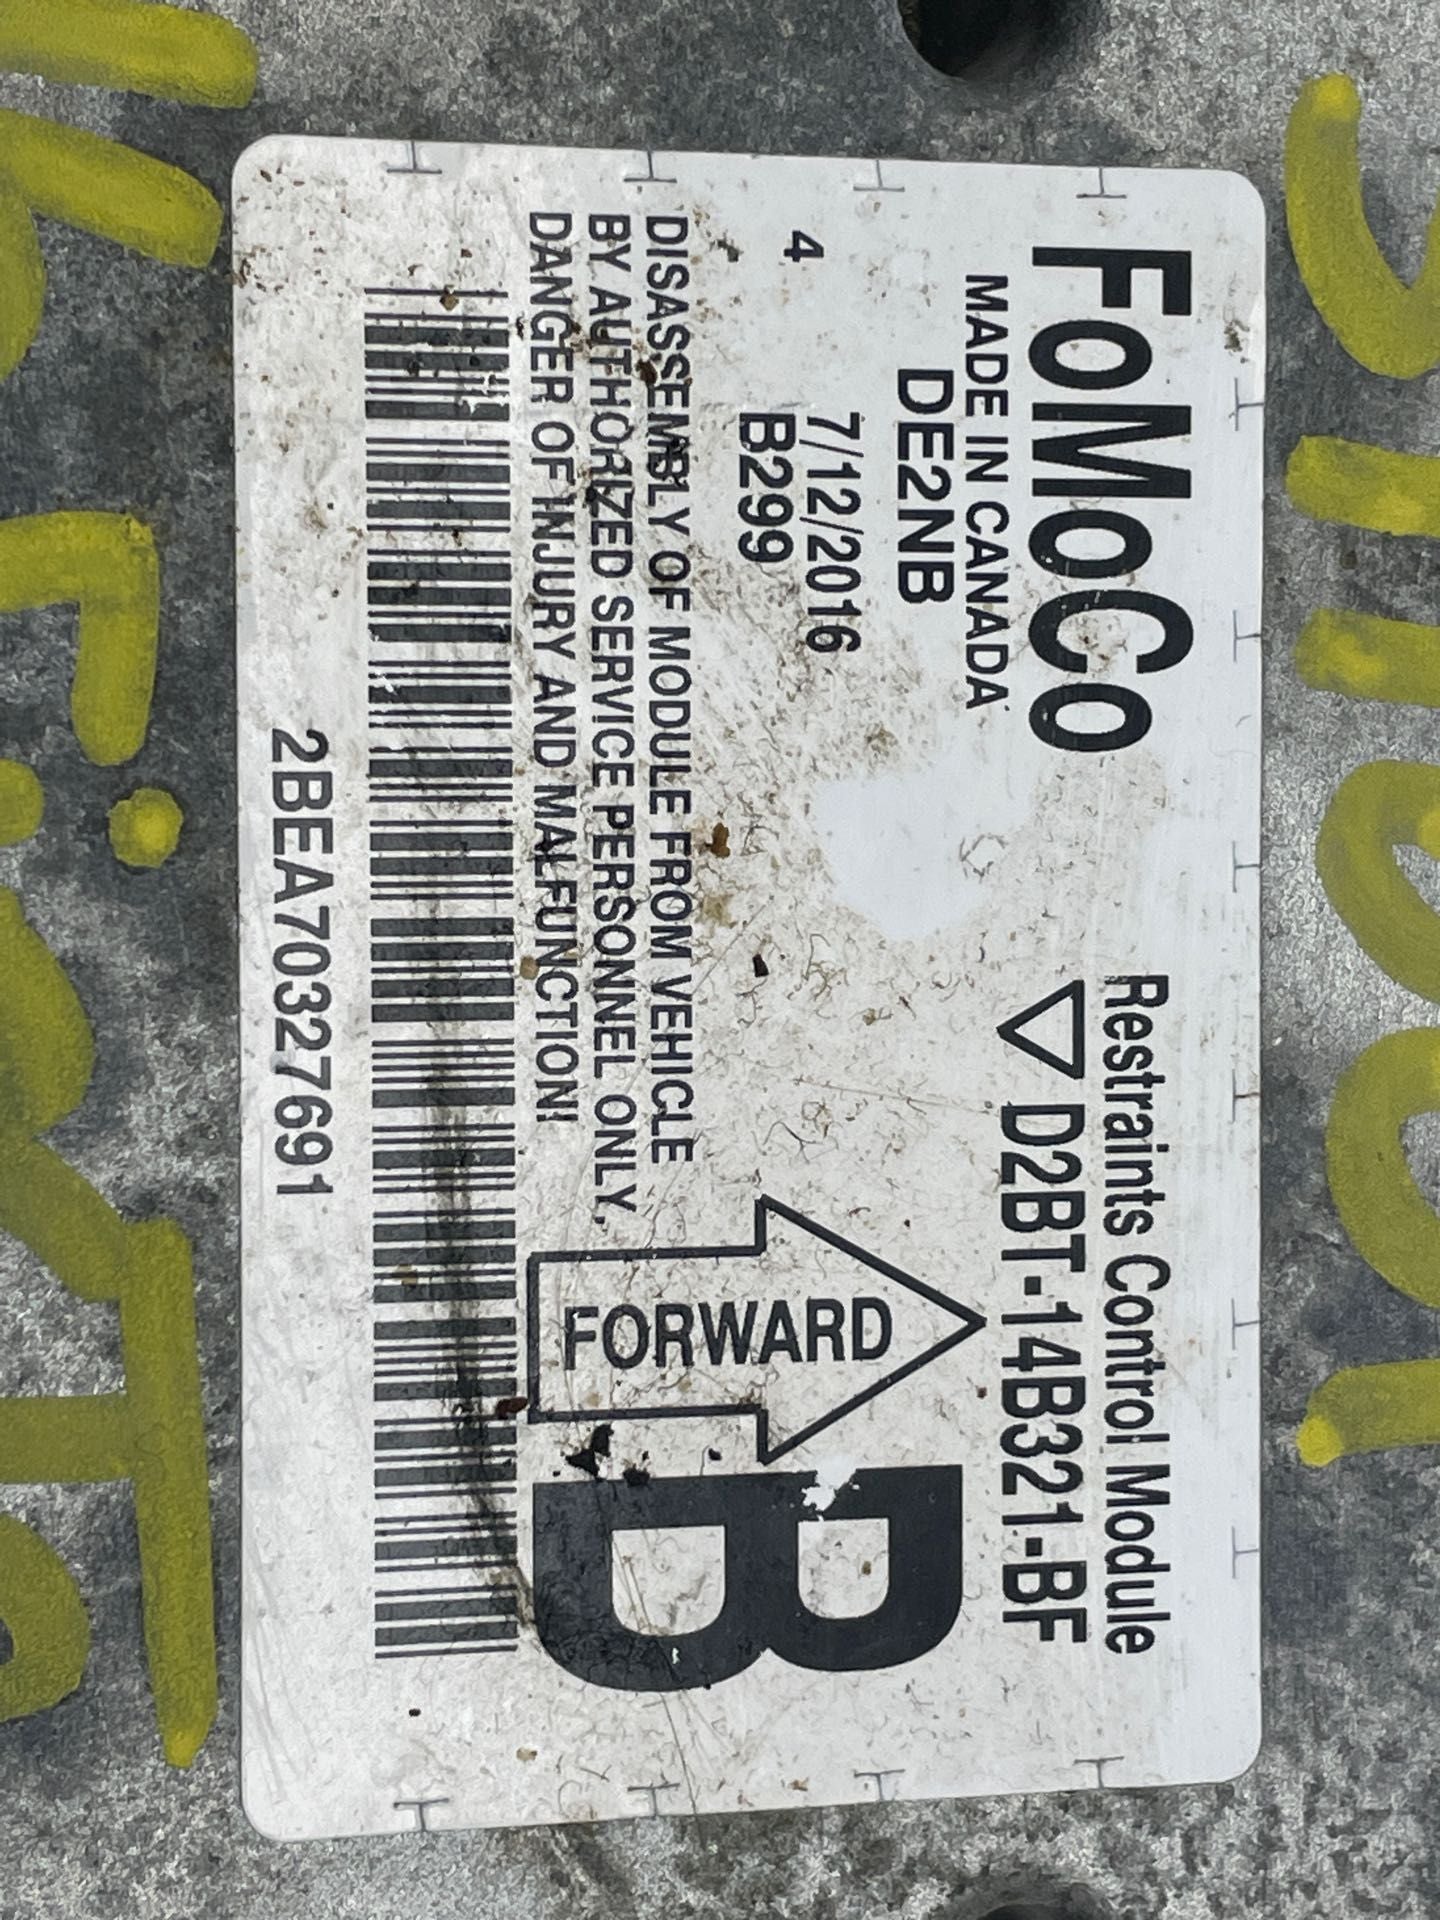 FoMoCo
MADE IN CANADA
DE2NB
4
7/12/2016
B299
Restraints Control Module
D2BT-14B321-BF
FORWARD
B
DISASSEMBLY OF MODULE FROM VEHICLE
BY AUTHORIZED SERVICE PERSONNEL ONLY,
DANGER OF INJURY AND MALFUNCTION!
2BEA70327691